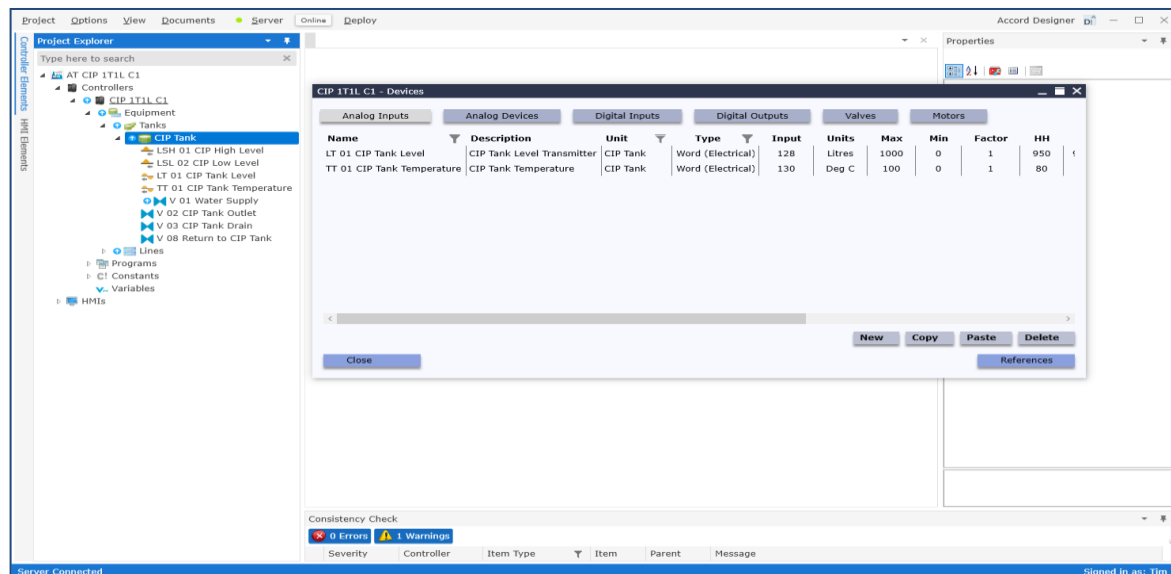 Project Options View Documents Server Online Deploy Accord Designer Di
Controller Elements
HMI Elements
Project Explorer
Type here to search
AT CIP 1T1L C1
Controllers
CIP 1T1L C1
Equipment
Tanks
CIP Tank
LSH 01 CIP High Level
LSL 02 CIP Low Level
LT 01 CIP Tank Level
TT 01 CIP Tank Temperature
V 01 Water Supply
V 02 CIP Tank Outlet
V 03 CIP Tank Drain
V 08 Return to CIP Tank
Lines
Programs
C! Constants
V... Variables
HMIs
CIP 1T1L C1 - Devices
Analog Inputs Analog Devices Digital Inputs Digital Outputs Valves Motors
Name Description Unit Type Input Units Max Min Factor HH
LT 01 CIP Tank Level CIP Tank Level Transmitter CIP Tank Word (Electrical) 128 Litres 1000 0 1 950
TT 01 CIP Tank Temperature CIP Tank Temperature CIP Tank Word (Electrical) 130 Deg C 100 0 1 80
New Copy Paste Delete
Close References
Properties
Consistency Check
0 Errors 1 Warnings
Severity Controller Item Type Item Parent Message
Server Connected Signed in as: Tim